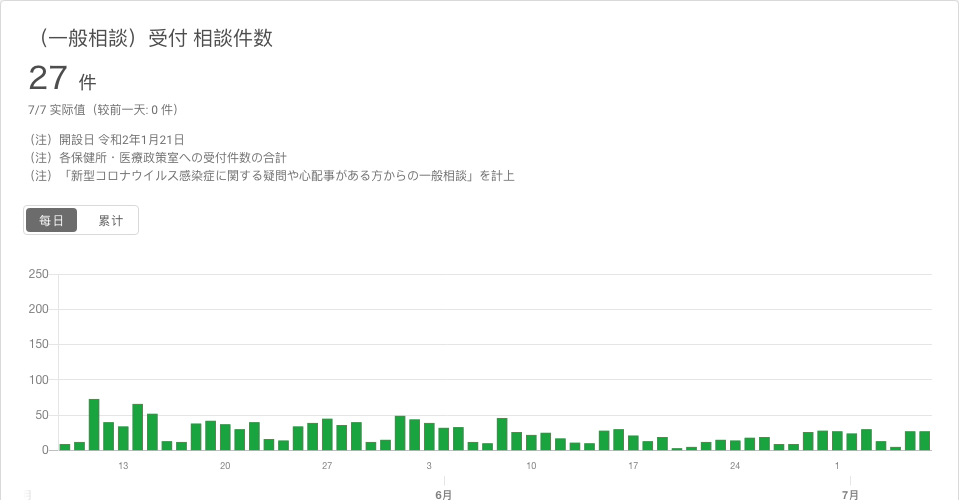 （一般相談）受付 相談件数
27 件
7/7 实际值（较前一天: 0 件）
（注）開設日 令和2年1月21日
（注）各保健所・医療政策室への受付件数の合計
（注）「新型コロナウイルス感染症に関する疑問や心配事がある方からの一般相談」を計上
每日 累计
250
200
150
100
50
0
13 20 27 3 10 17 24 1
6月 7月